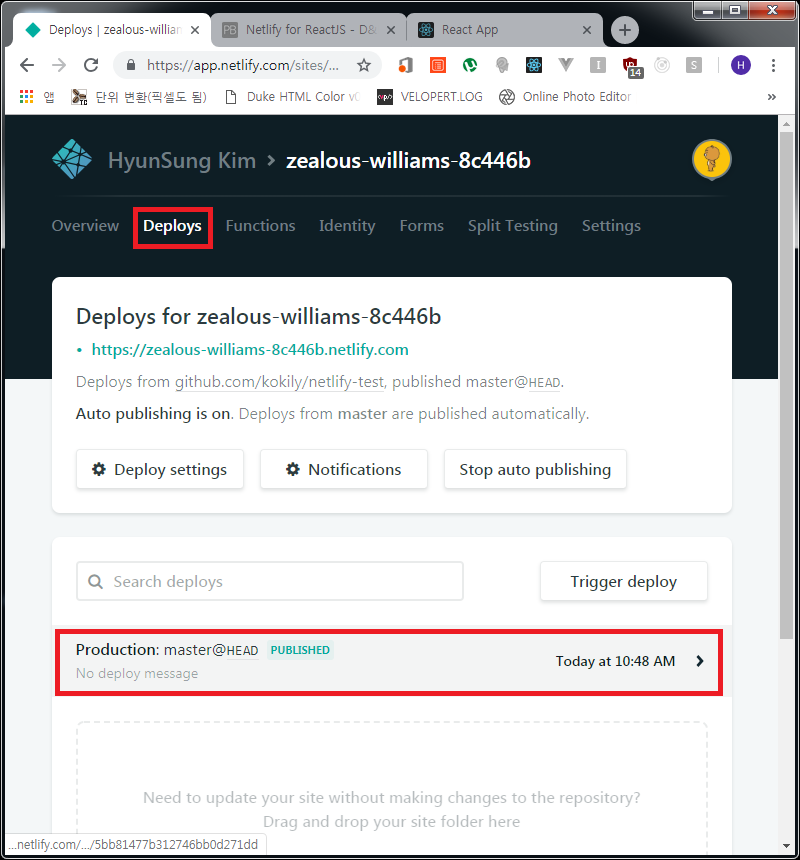 Deploys | zealous-william
Netlify for ReactJS - D&
React App
https://app.netlify.com/sites/...
14
H
앱
단위 변환(픽셀도 됨)
Duke HTML Color v
VELOPERT.LOG
Online Photo Editor
»
HyunSung Kim > zealous-williams-8c446b
Overview Deploys Functions Identity Forms Split Testing Settings
Deploys for zealous-williams-8c446b
• https://zealous-williams-8c446b.netlify.com
Deploys from github.com/kokily/netlify-test, published master@HEAD.
Auto publishing is on. Deploys from master are published automatically.
Deploy settings
Notifications
Stop auto publishing
Search deploys
Trigger deploy
Production: master@HEAD PUBLISHED
No deploy message
Today at 10:48 AM
Need to update your site without making changes to the repository?
Drag and drop your site folder here
...netlify.com/.../5bb81477b312746bb0d271dd